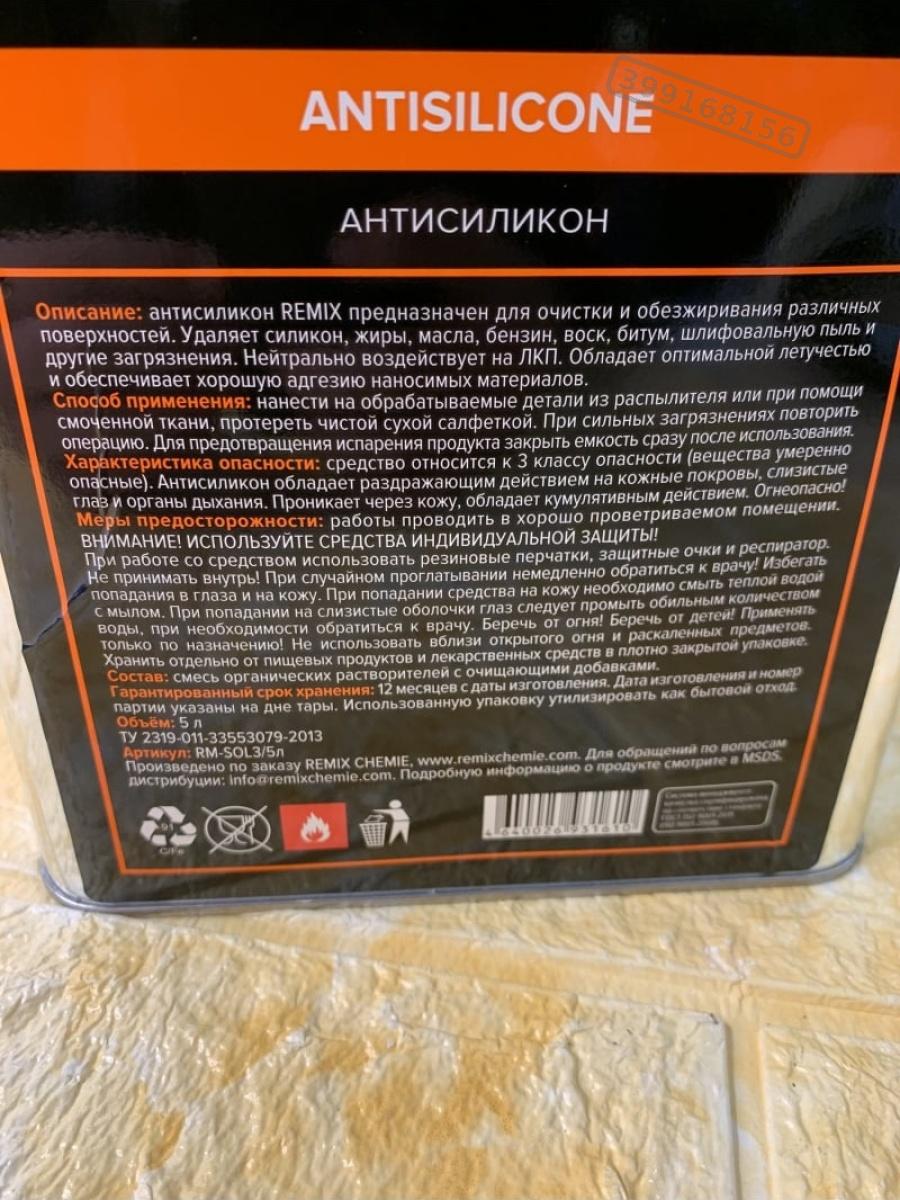 ANTISILICONE
399168156
АНТИСИЛИКОН
Описание: антисиликон REMIX предназначен для очистки и обезжиривания различных
поверхностей. Удаляет силикон, жиры, масла, бензин, воск, битум, шлифовальную пыль и
другие загрязнения. Нейтрально воздействует на ЛКП. Обладает оптимальной летучестью
и обеспечивает хорошую адгезию наносимых материалов.
Способ применения: нанести на обрабатываемые детали из распылителя или при помощи
смоченной ткани, протереть чистой сухой салфеткой. При сильных загрязнениях повторить
операцию. Для предотвращения испарения продукта закрыть емкость сразу после использования.
Характеристика опасности: средство относится к 3 классу опасности (вещества умеренно
опасные). Антисиликон обладает раздражающим действием на кожные покровы, слизистые
глаз и органы дыхания. Проникает через кожу, обладает кумулятивным действием. Огнеопасно!
Меры предосторожности: работы проводить в хорошо проветриваемом помещении.
ВНИМАНИЕ! ИСПОЛЬЗУЙТЕ СРЕДСТВА ИНДИВИДУАЛЬНОЙ ЗАЩИТЫ!
При работе со средством использовать резиновые перчатки, защитные очки и респиратор.
Не принимать внутрь! При случайном проглатывании немедленно обратиться к врачу! Избегать
попадания в глаза и на кожу. При попадании средства на кожу необходимо смыть теплой водой
с мылом. При попадании на слизистые оболочки глаз следует промыть обильным количеством
воды, при необходимости обратиться к врачу. Беречь от огня! Беречь от детей! Применять
только по назначению! Не использовать вблизи открытого огня и раскаленных предметов.
Хранить отдельно от пищевых продуктов и лекарственных средств в плотно закрытой упаковке.
Состав: смесь органических растворителей с очищающими добавками.
Гарантированный срок хранения: 12 месяцев с даты изготовления. Дата изготовления и номер
партии указаны на дне тары. Использованную упаковку утилизировать как бытовой отход.
Объём: 5 л
ТУ 2319-011-33553079-2013
Артикул: RM-SOL3/5л
Произведено по заказу REMIX CHEMIE, www.remixchemie.com. Для обращений по вопросам
дистрибуции: info@remixchemie.com. Подробную информацию о продукте смотрите в MSDS.
91
C/Fe
4 640026 931610